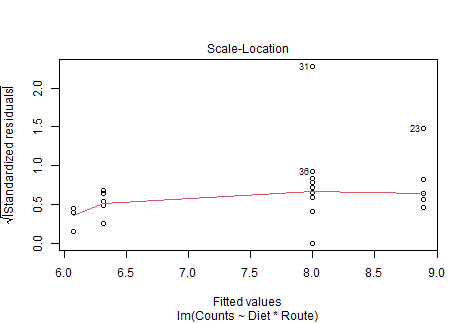 Scale-Location
√|Standardized residuals|
2.0
1.5
1.0
0.5
0.0
31
23
36
6.0 6.5 7.0 7.5 8.0 8.5 9.0
Fitted values
lm(Counts ~ Diet * Route)